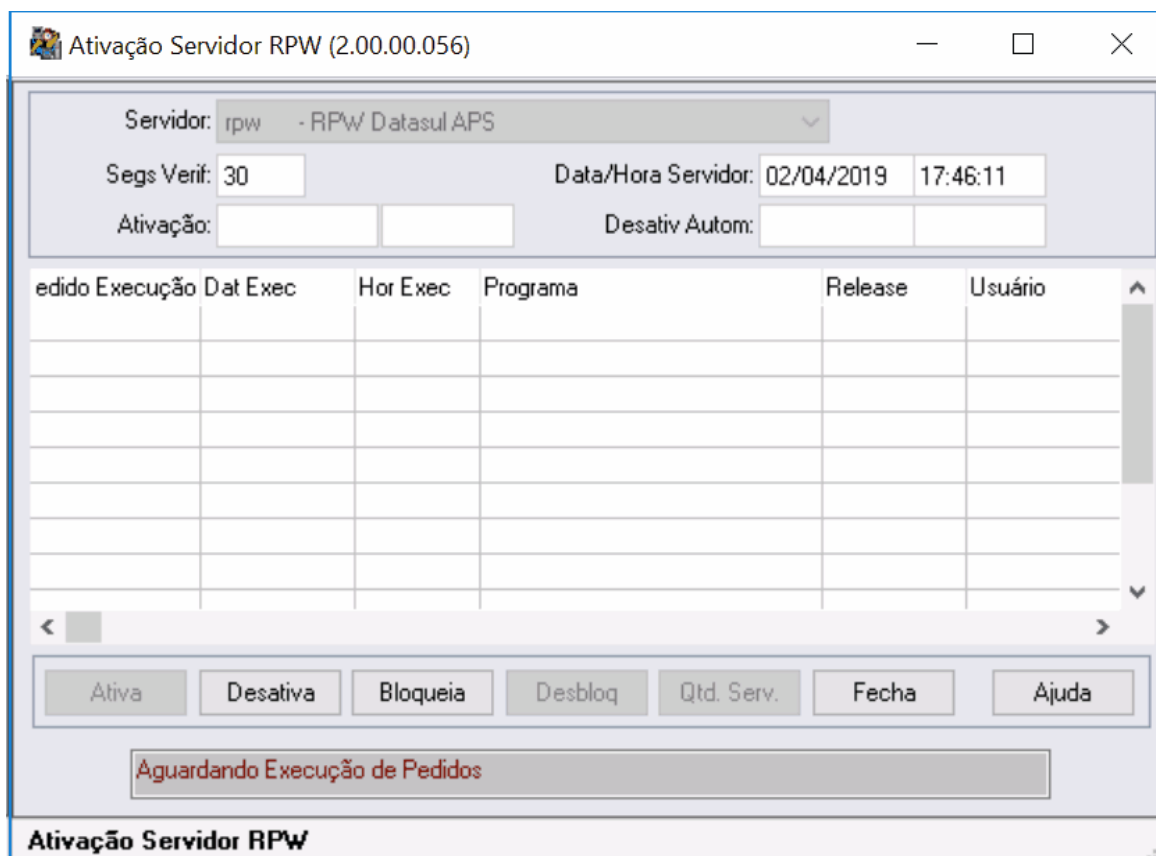 Ativação Servidor RPW (2.00.00.056)
Servidor: rpw - RPW Datasul APS
Segs Verif: 30 Data/Hora Servidor: 02/04/2019 17:46:11
Ativação: Desativ Autom:
edido Execução Dat Exec Hor Exec Programa Release Usuário
Ativa Desativa Bloqueia Desbloq Qtd. Serv. Fecha Ajuda
Aguardando Execução de Pedidos
Ativação Servidor RPW